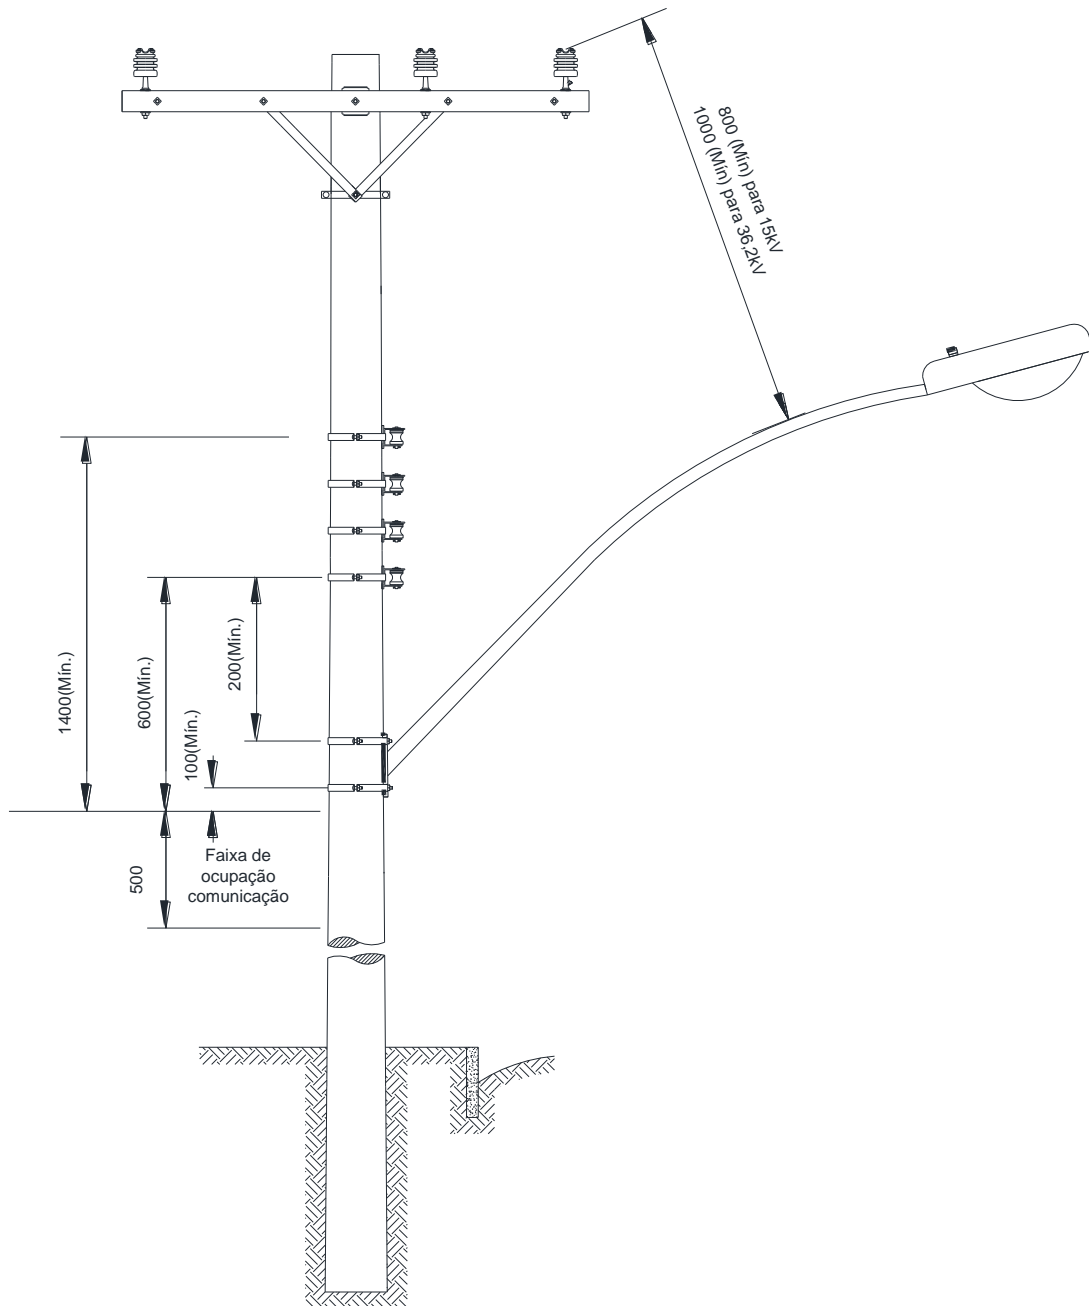 800 (Mín) para 15kV
1000 (Mín) para 36,2kV
1400(Mín.)
600(Mín.)
200(Mín.)
100(Mín.)
500
Faixa de
ocupação
comunicação